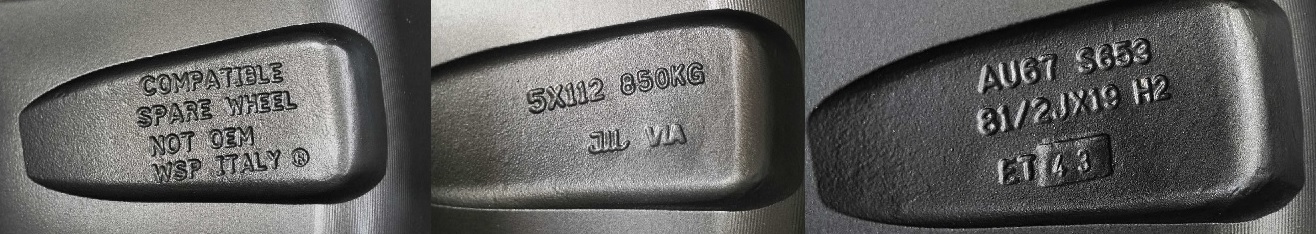 COMPATIBLE
SPARE WHEEL
NOT OEM
WSP ITALY ®
5X112 850KG
JWL VIA
AU67 S653
81/2JX19 H2
ET 43